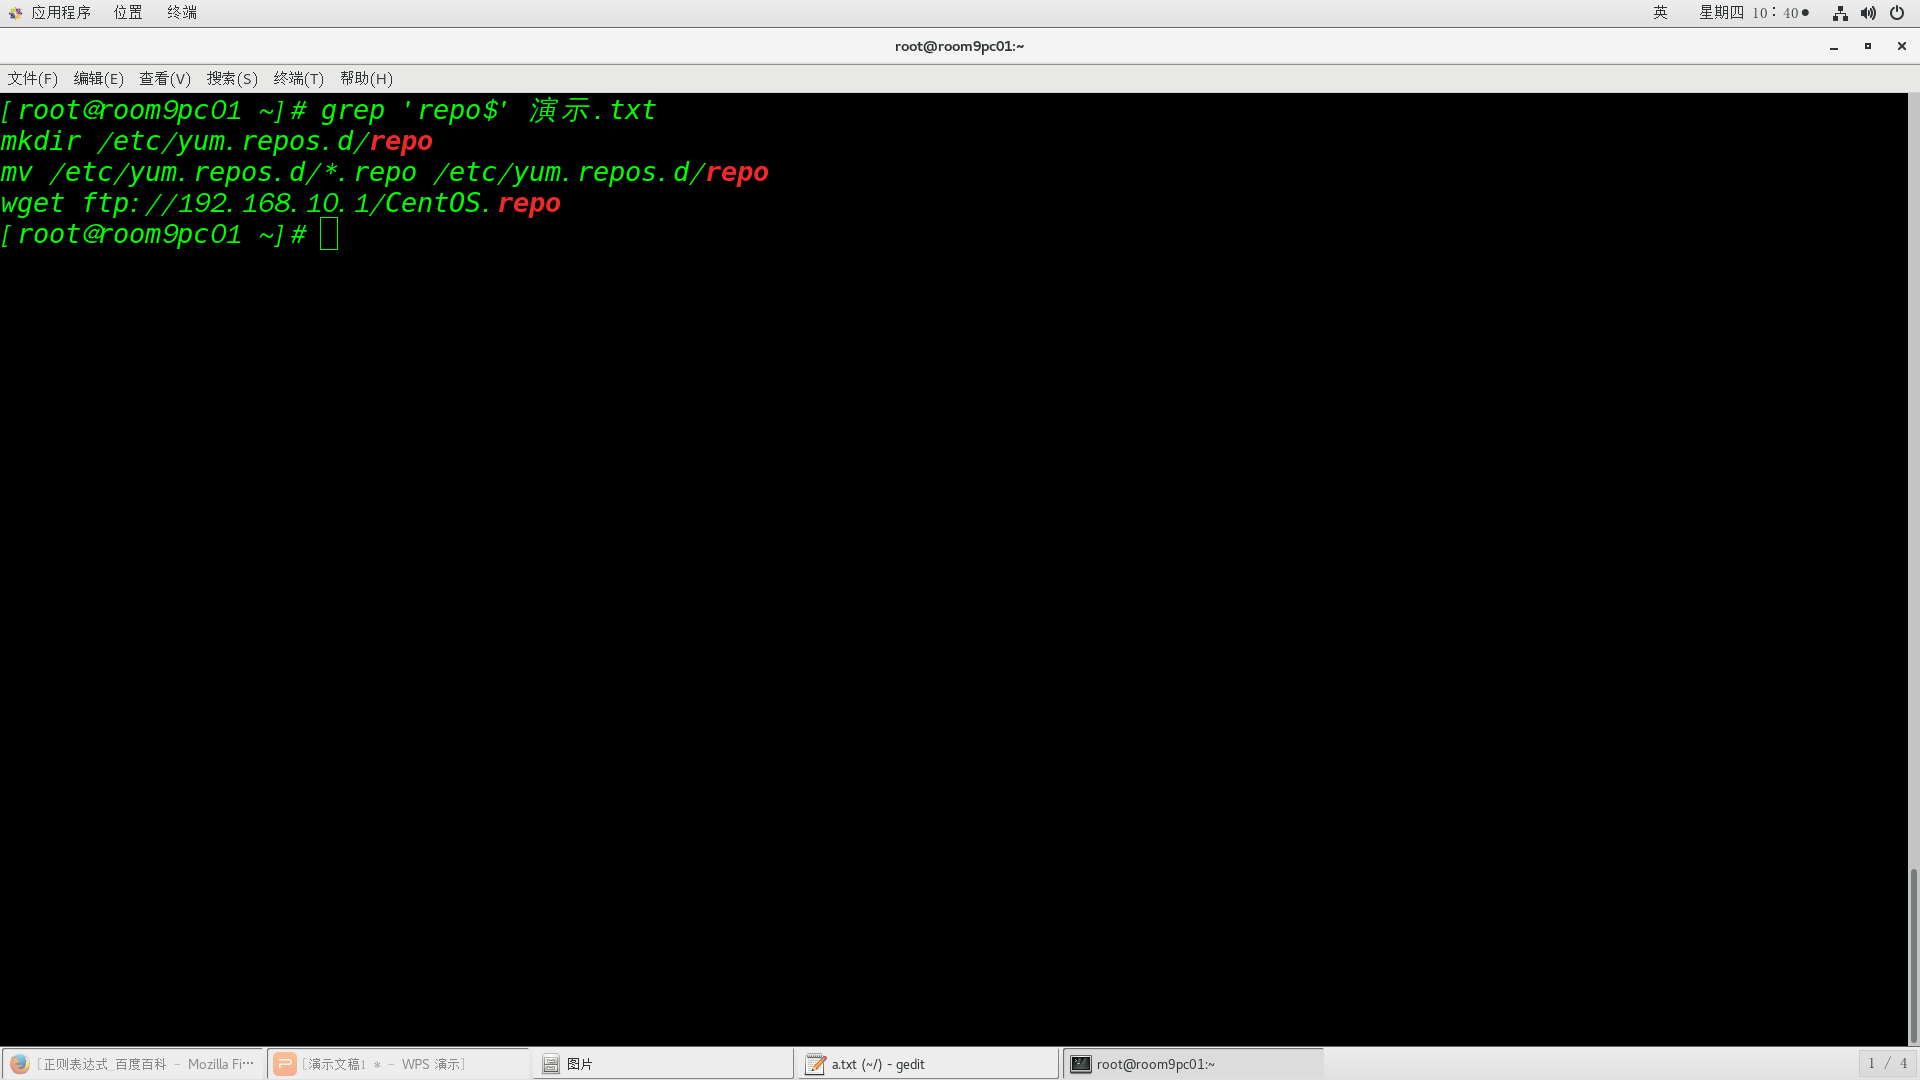 应用程序 位置 终端 英 星期四 10：40●
root@room9pc01:~
文件(F) 编辑(E) 查看(V) 搜索(S) 终端(T) 帮助(H)
[root@room9pc01 ~]# grep 'repo$' 演示.txt
mkdir /etc/yum.repos.d/repo
mv /etc/yum.repos.d/*.repo /etc/yum.repos.d/repo
wget ftp://192.168.10.1/CentOS.repo
[root@room9pc01 ~]#
[正则表达式_百度百科 - Mozilla Fi… [演示文稿1 * - WPS 演示] 图片 a.txt (~/) - gedit root@room9pc01:~ 1 / 4